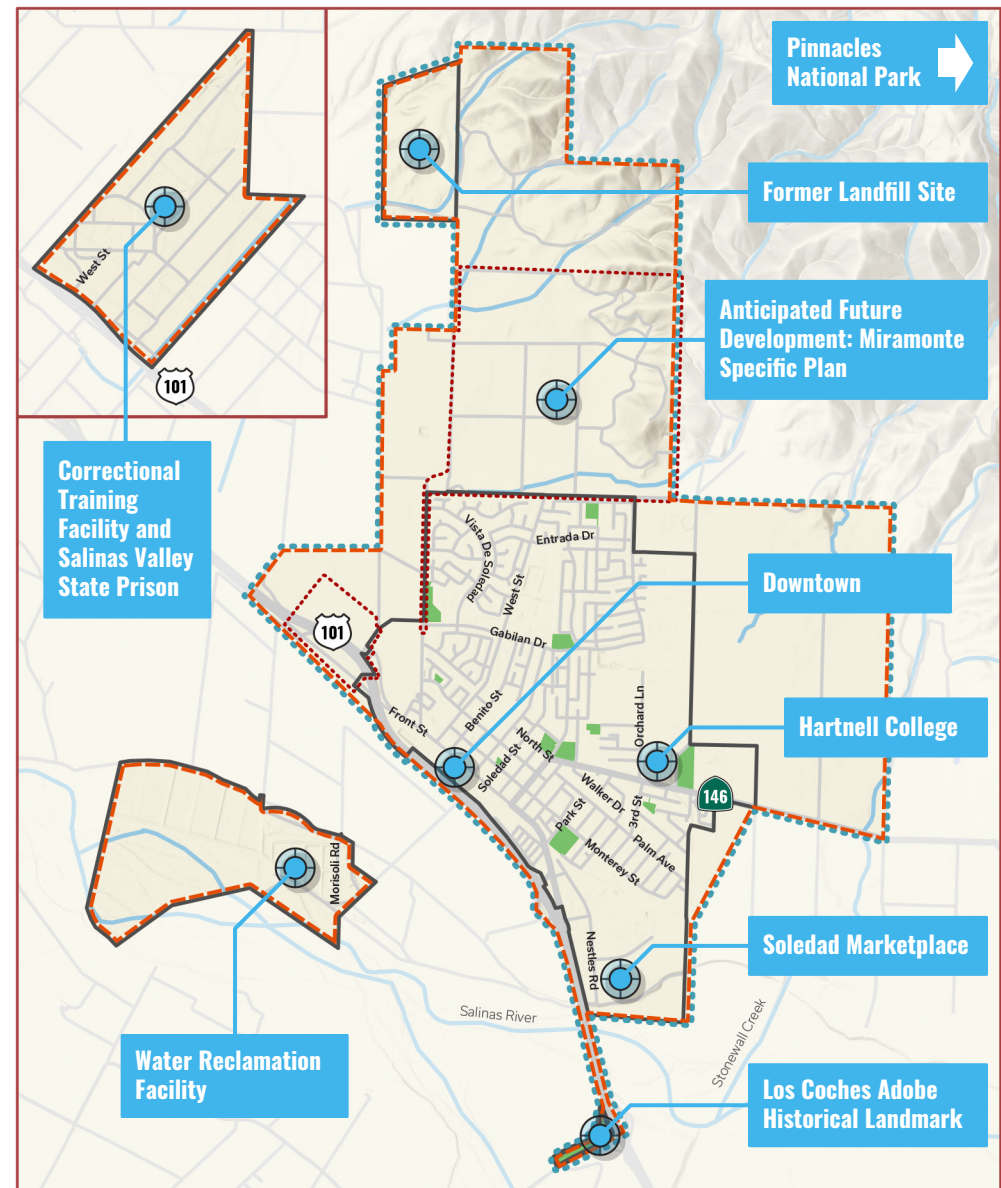 Pinnacles
National Park
Former Landfill Site
West St
101
Anticipated Future
Development: Miramonte
Specific Plan
Correctional
Training
Facility and
Salinas Valley
State Prison
Vista De Soledad
Entrada Dr
West St
Downtown
101
Gabilan Dr
Orchard Ln
Benito St
Front St
Hartnell College
North St
Soledad St
146
Walker Dr
3rd St
Park St
Palm Ave
Monterey St
Morisoli Rd
Nestles Rd
Soledad Marketplace
Salinas River
Stonewall Creek
Water Reclamation
Facility
Los Coches Adobe
Historical Landmark